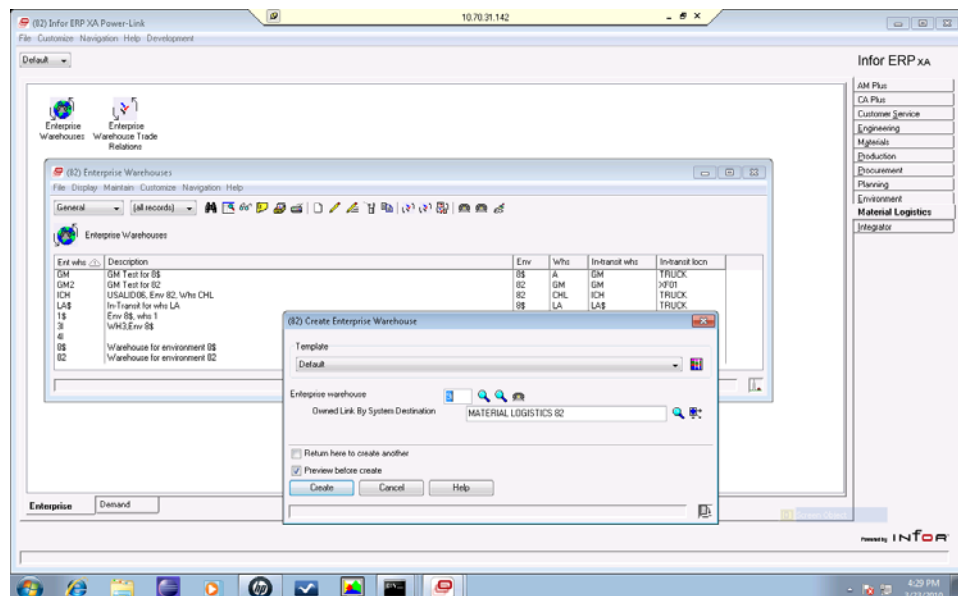 (82) Infor ERP XA Power-Link
10.70.31.142
File Customize Navigation Help Development
Default
Infor ERP XA
AM Plus
CA Plus
Customer Service
Engineering
Materials
Production
Procurement
Planning
Environment
Material Logistics
Integrator
Enterprise Warehouses
Enterprise Warehouse Trade Relations
(82) Enterprise Warehouses
File Display Maintain Customize Navigation Help
General (all records)
Enterprise Warehouses
Ent whs Description Env Whs In-transit whs In-transit locn
GM GM Test for 8$ 8$ A GM TRUCK
GM2 GM Test for 82 82 GM GM XF01
ICH USALID06, Env 82, Whs CHL 82 CHL ICH TRUCK
LA$ In-Transit for whs LA 8$ LA LA$ TRUCK
1$ Env 8$, whs 1
3I WH3,Env 8$
4I
8$ Warehouse for environment 8$
82 Warehouse for environment 82
(82) Create Enterprise Warehouse
Template
Default
Enterprise warehouse
Owned Link By System Destination MATERIAL LOGISTICS 82
Return here to create another
Preview before create
Create Cancel Help
Enterprise Demand
Screen Object
Powered by INFOR
4:29 PM